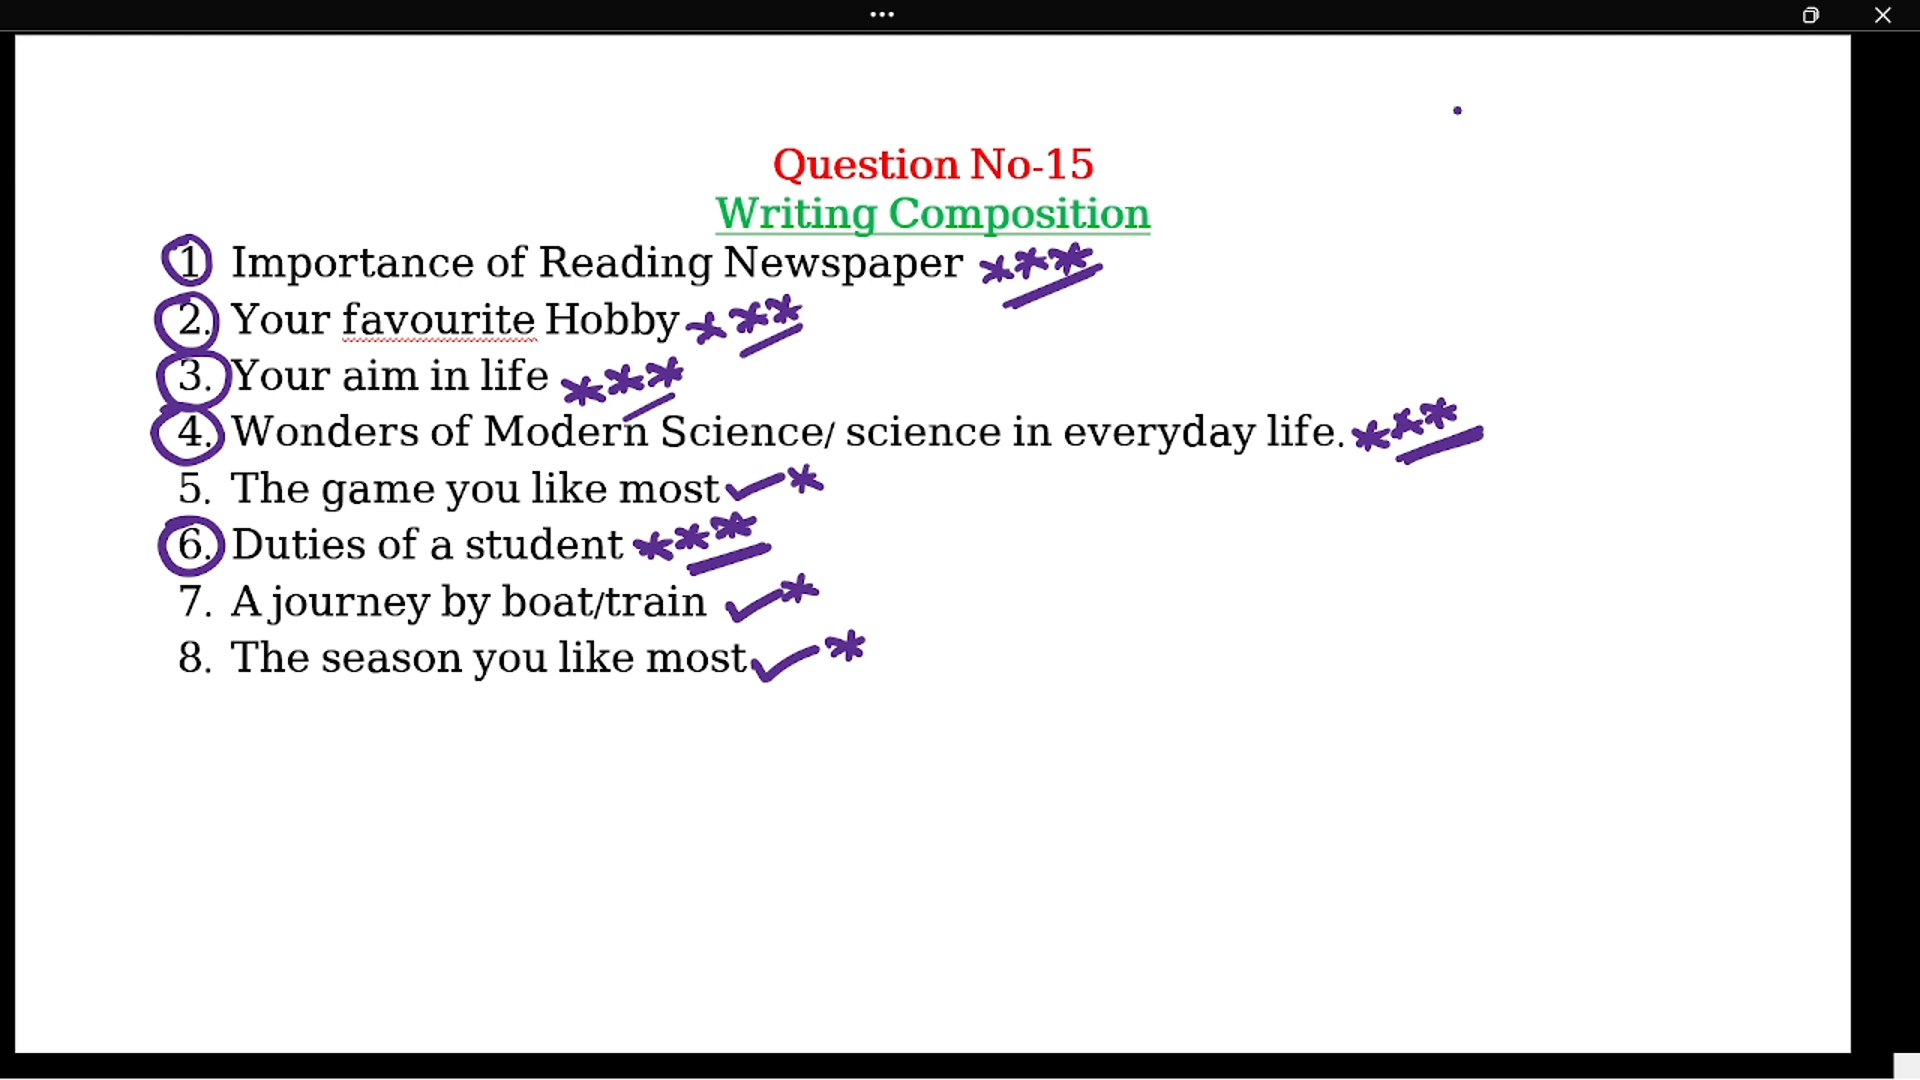 Question No-15
Writing Composition
1 Importance of Reading Newspaper ***
2. Your favourite Hobby ***
3. Your aim in life ***
4. Wonders of Modern Science/ science in everyday life. ***
5. The game you like most ✓*
6. Duties of a student ***
7. A journey by boat/train ✓*
8. The season you like most ✓*